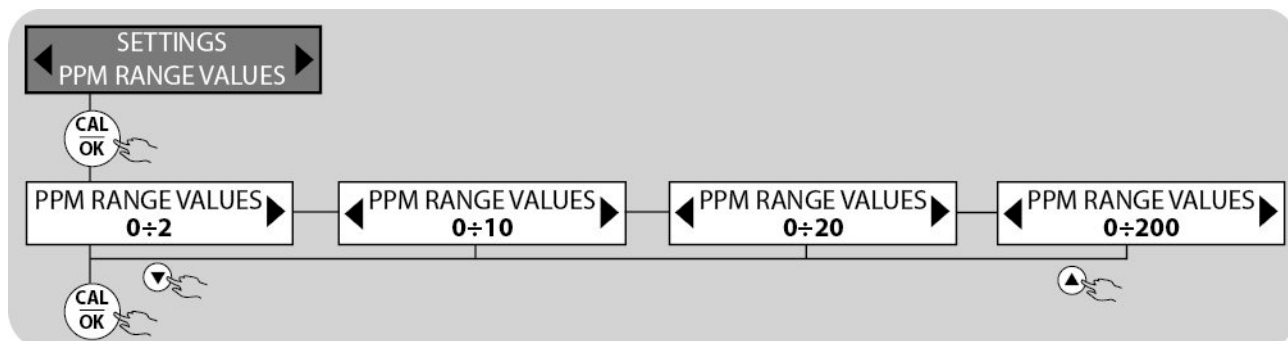 SETTINGS
PPM RANGE VALUES
CAL
OK
PPM RANGE VALUES
0÷2
PPM RANGE VALUES
0÷10
PPM RANGE VALUES
0÷20
PPM RANGE VALUES
0÷200
CAL
OK